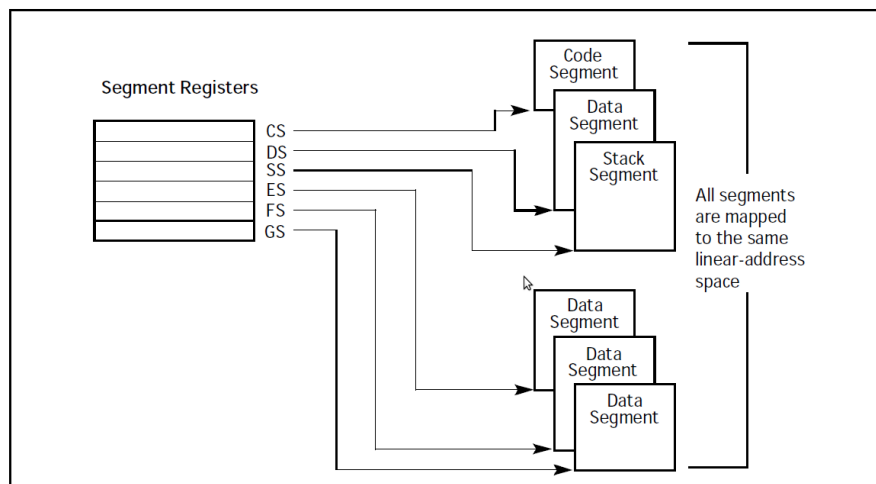 Segment Registers
CS
DS
SS
ES
FS
GS
Code
Segment
Data
Segment
Stack
Segment
Data
Segment
Data
Segment
Data
Segment
All segments
are mapped
to the same
linear-address
space